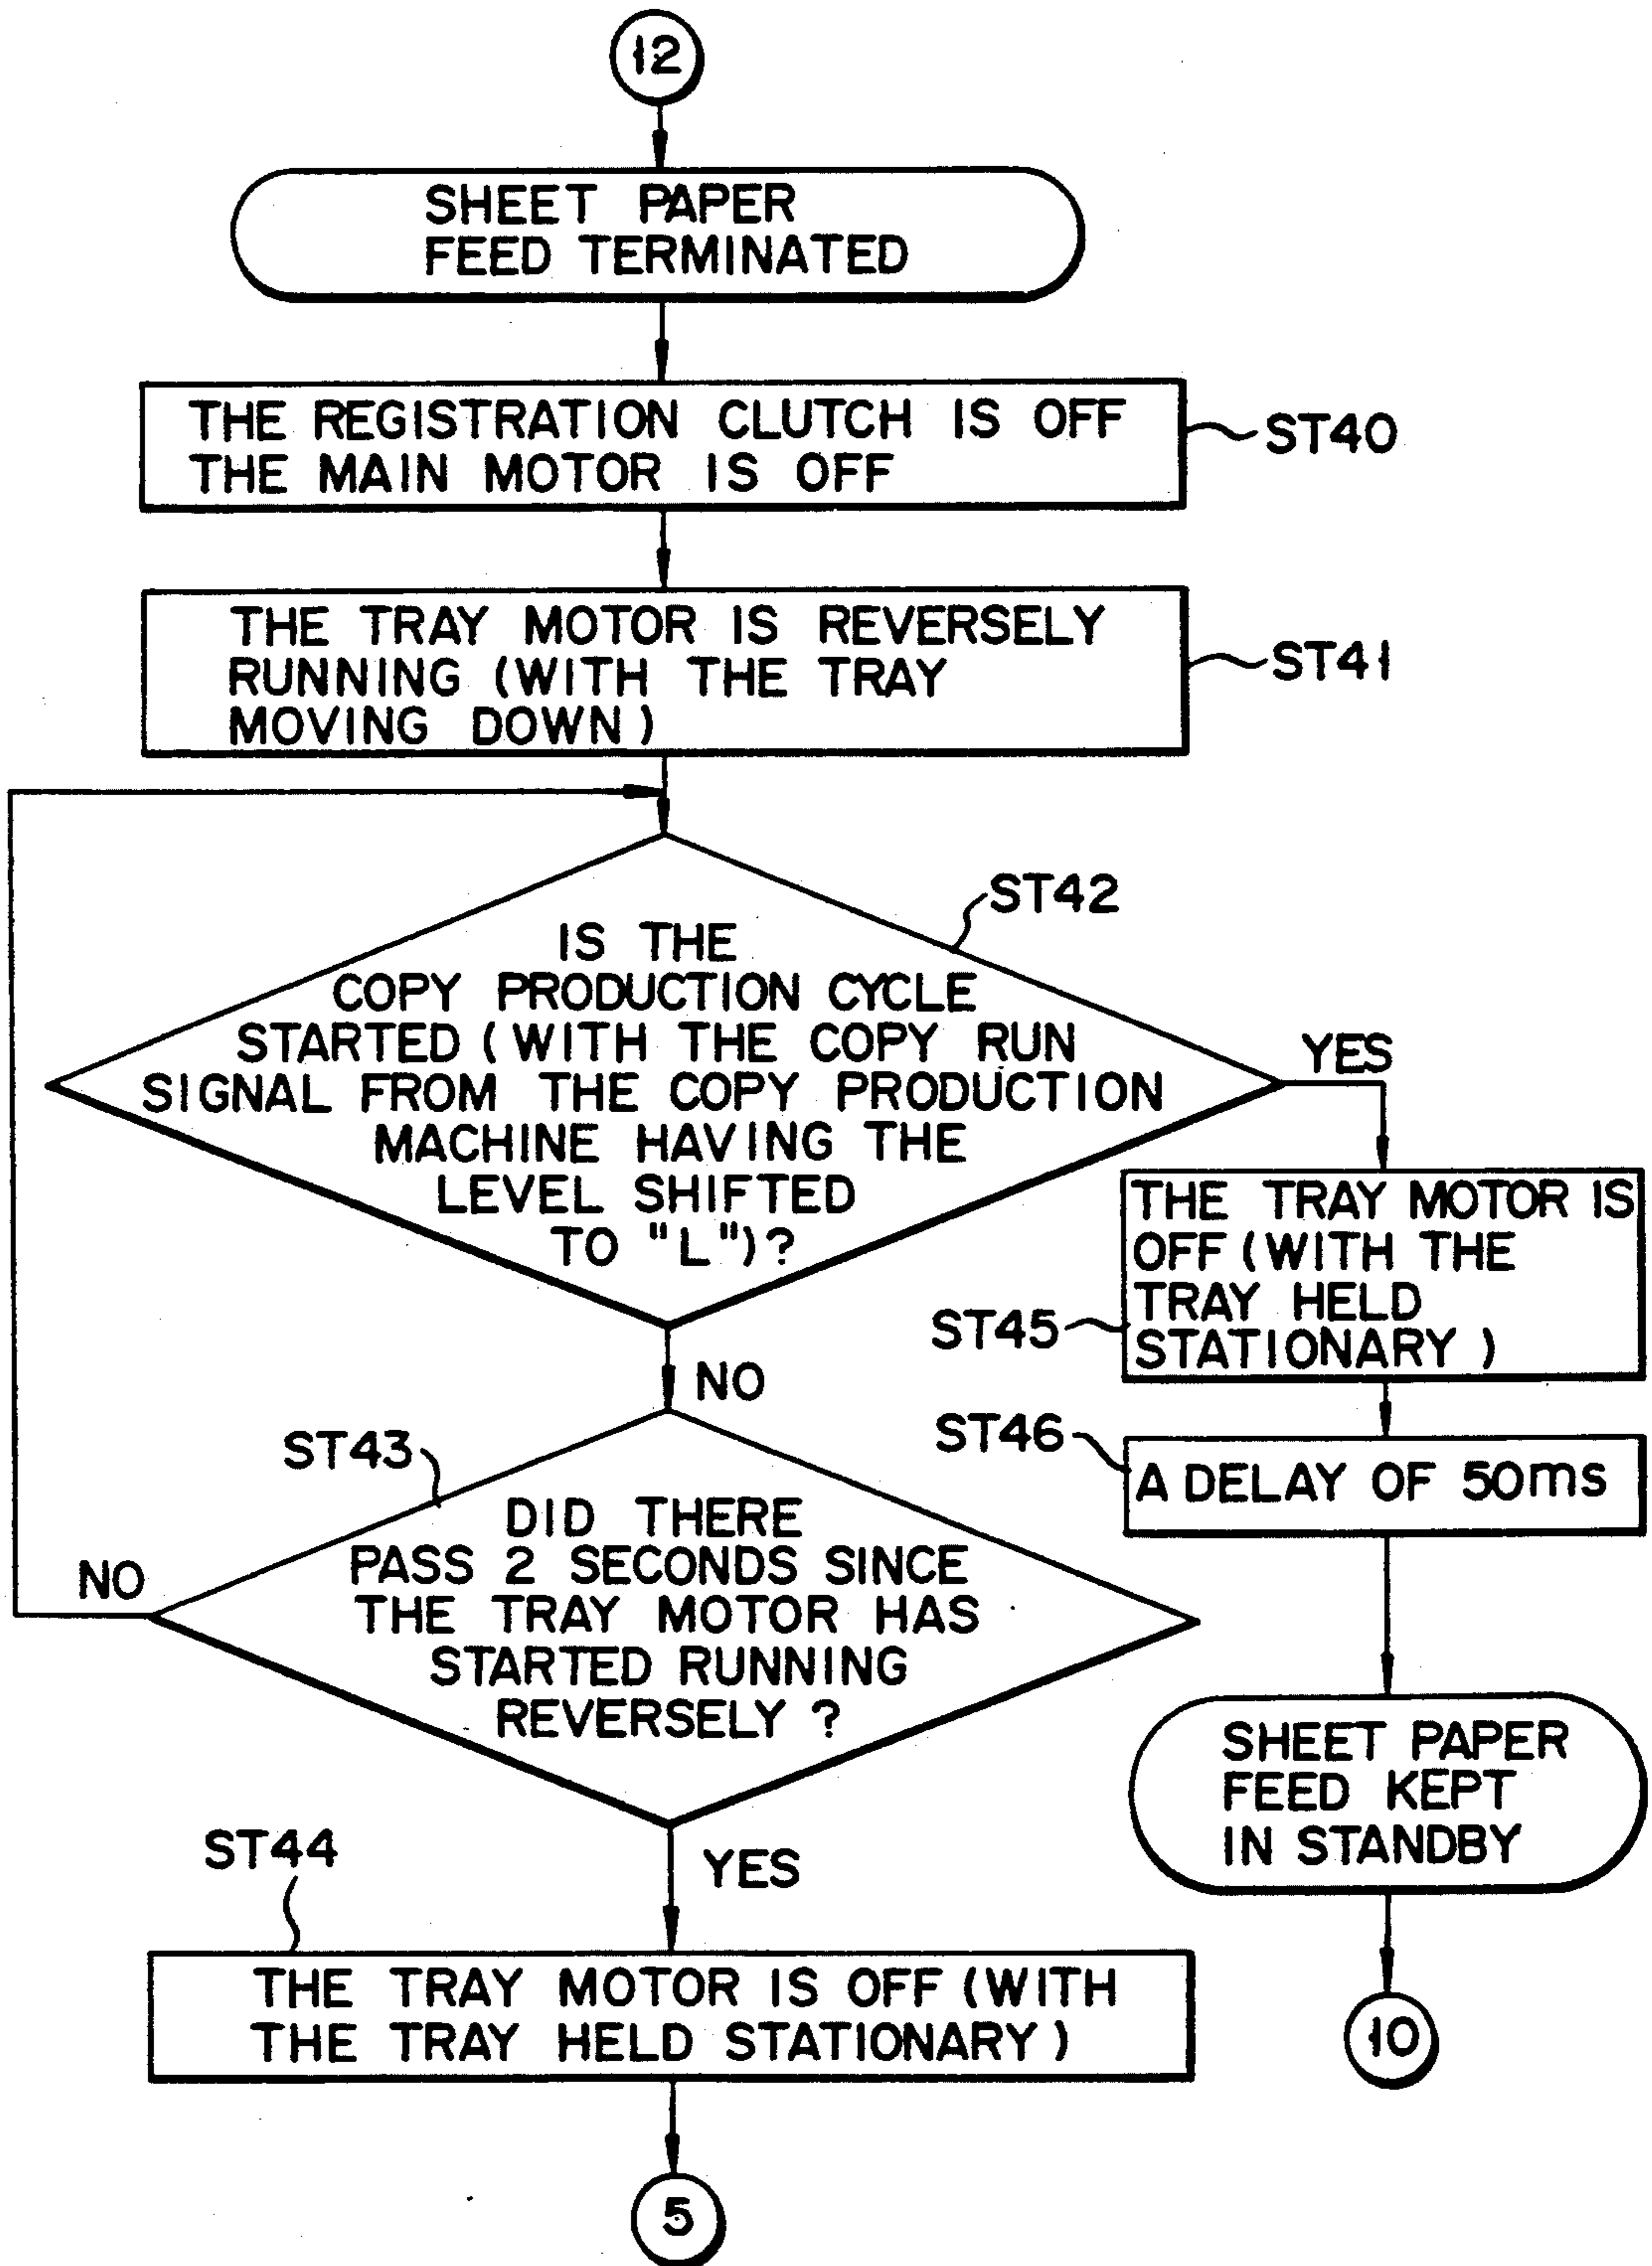 12
SHEET PAPER
FEED TERMINATED
THE REGISTRATION CLUTCH IS OFF
THE MAIN MOTOR IS OFF
ST40
THE TRAY MOTOR IS REVERSELY
RUNNING (WITH THE TRAY
MOVING DOWN)
ST41
ST42
IS THE
COPY PRODUCTION CYCLE
STARTED (WITH THE COPY RUN
SIGNAL FROM THE COPY PRODUCTION
MACHINE HAVING THE
LEVEL SHIFTED
TO "L")?
YES
NO
THE TRAY MOTOR IS
OFF (WITH THE
TRAY HELD
STATIONARY)
ST45
ST46
A DELAY OF 50ms
SHEET PAPER
FEED KEPT
IN STANDBY
10
ST43
DID THERE
PASS 2 SECONDS SINCE
THE TRAY MOTOR HAS
STARTED RUNNING
REVERSELY ?
NO
YES
ST44
THE TRAY MOTOR IS OFF (WITH
THE TRAY HELD STATIONARY)
5